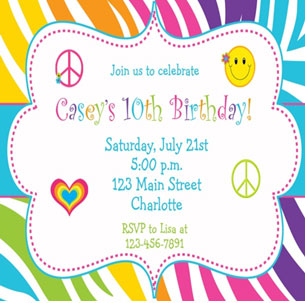 Join us to celebrate
Casey's 10th Birthday!
Saturday, July 21st
5:00 p.m.
123 Main Street
Charlotte
RSVP to Lisa at
123-456-7891